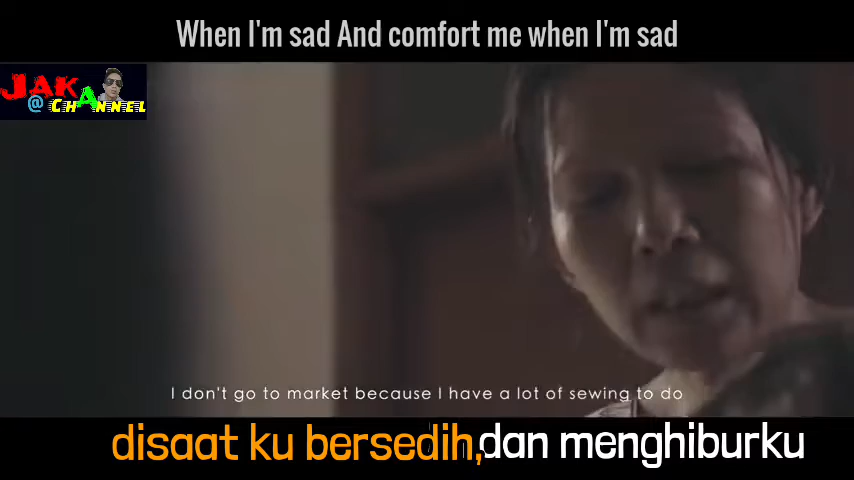 When I'm sad And comfort me when I'm sad
JAKA
@ CHANNEL
I don't go to market because I have a lot of sewing to do
disaat ku bersedih, dan menghiburku